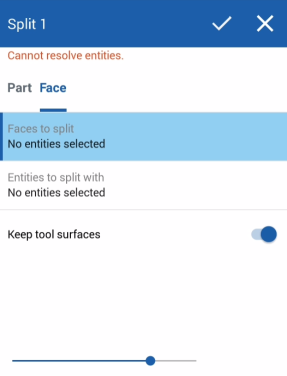 Split 1
Cannot resolve entities.
Part Face
Faces to split
No entities selected
Entities to split with
No entities selected
Keep tool surfaces